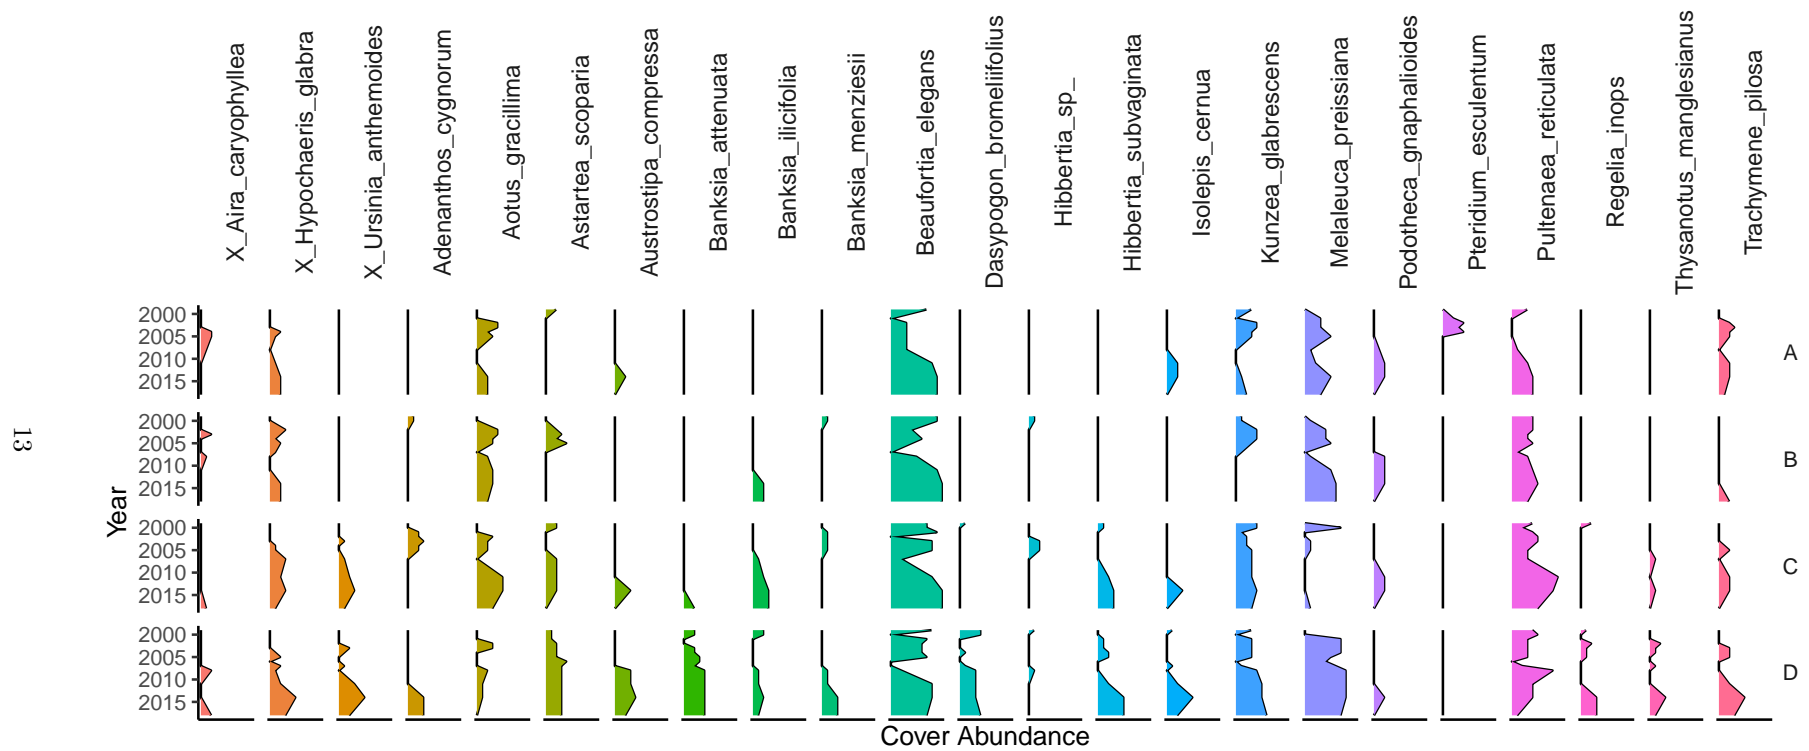 X_Aira_caryophyllea
X_Hypochaeris_glabra
X_Ursinia_anthemoides
Adenanthos_cygnorum
Aotus_gracillima
Astartea_scoparia
Austrostipa_compressa
Banksia_attenuata
Banksia_ilicifolia
Banksia_menziesii
Beaufortia_elegans
Dasypogon_bromeliifolius
Hibbertia_sp_
Hibbertia_subvaginata
Isolepis_cernua
Kunzea_glabrescens
Melaleuca_preissiana
Podotheca_gnaphalioides
Pteridium_esculentum
Pultenaea_reticulata
Regelia_inops
Thysanotus_manglesianus
Trachymene_pilosa
2000
2005
2010
2015
A
2000
2005
2010
2015
B
2000
2005
2010
2015
C
2000
2005
2010
2015
D
Year
Cover Abundance
13